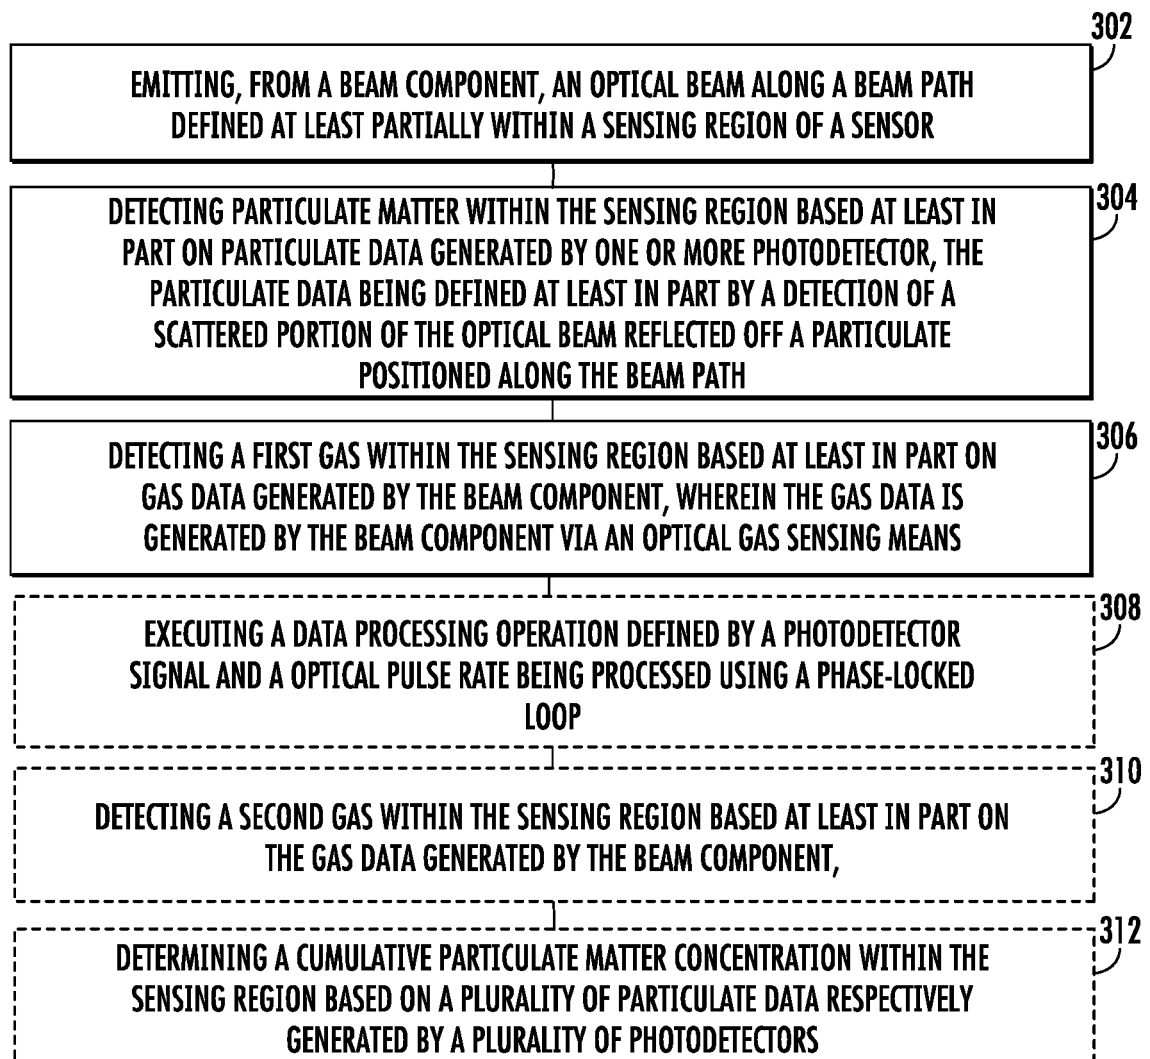 302
EMITTING, FROM A BEAM COMPONENT, AN OPTICAL BEAM ALONG A BEAM PATH
DEFINED AT LEAST PARTIALLY WITHIN A SENSING REGION OF A SENSOR
304
DETECTING PARTICULATE MATTER WITHIN THE SENSING REGION BASED AT LEAST IN
PART ON PARTICULATE DATA GENERATED BY ONE OR MORE PHOTODETECTOR, THE
PARTICULATE DATA BEING DEFINED AT LEAST IN PART BY A DETECTION OF A
SCATTERED PORTION OF THE OPTICAL BEAM REFLECTED OFF A PARTICULATE
POSITIONED ALONG THE BEAM PATH
306
DETECTING A FIRST GAS WITHIN THE SENSING REGION BASED AT LEAST IN PART ON
GAS DATA GENERATED BY THE BEAM COMPONENT, WHEREIN THE GAS DATA IS
GENERATED BY THE BEAM COMPONENT VIA AN OPTICAL GAS SENSING MEANS
308
EXECUTING A DATA PROCESSING OPERATION DEFINED BY A PHOTODETECTOR
SIGNAL AND A OPTICAL PULSE RATE BEING PROCESSED USING A PHASE-LOCKED
LOOP
310
DETECTING A SECOND GAS WITHIN THE SENSING REGION BASED AT LEAST IN PART ON
THE GAS DATA GENERATED BY THE BEAM COMPONENT,
312
DETERMINING A CUMULATIVE PARTICULATE MATTER CONCENTRATION WITHIN THE
SENSING REGION BASED ON A PLURALITY OF PARTICULATE DATA RESPECTIVELY
GENERATED BY A PLURALITY OF PHOTODETECTORS